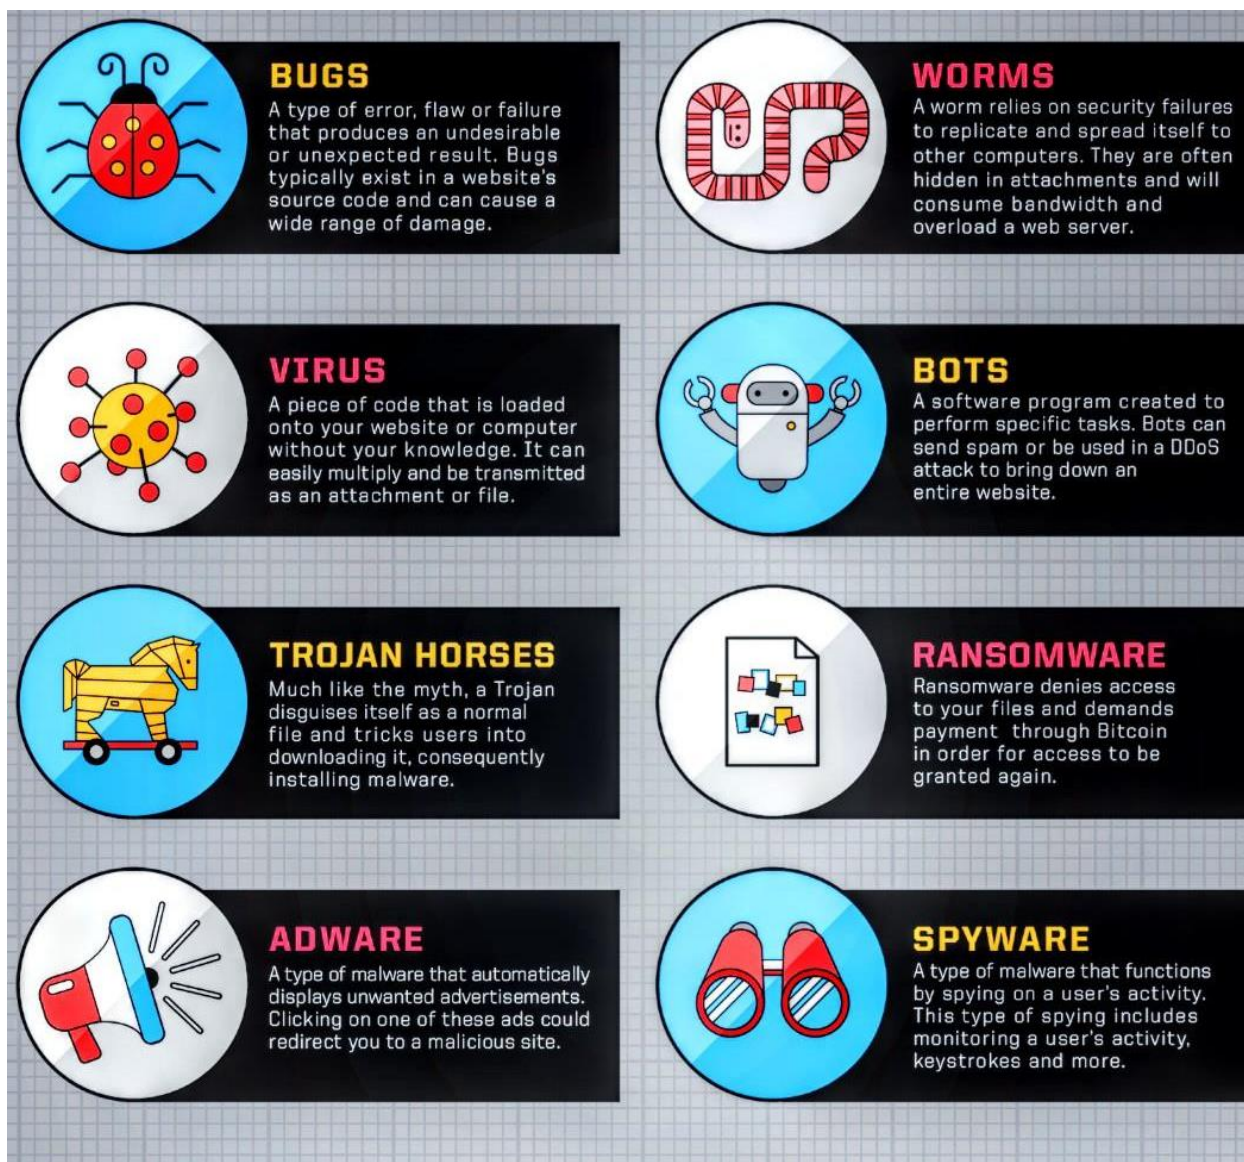 BUGS
A type of error, flaw or failure
that produces an undesirable
or unexpected result. Bugs
typically exist in a website's
source code and can cause a
wide range of damage.
WORMS
A worm relies on security failures
to replicate and spread itself to
other computers. They are often
hidden in attachments and will
consume bandwidth and
overload a web server.
VIRUS
A piece of code that is loaded
onto your website or computer
without your knowledge. It can
easily multiply and be transmitted
as an attachment or file.
BOTS
A software program created to
perform specific tasks. Bots can
send spam or be used in a DDoS
attack to bring down an
entire website.
TROJAN HORSES
Much like the myth, a Trojan
disguises itself as a normal
file and tricks users into
downloading it, consequently
installing malware.
RANSOMWARE
Ransomware denies access
to your files and demands
payment through Bitcoin
in order for access to be
granted again.
ADWARE
A type of malware that automatically
displays unwanted advertisements.
Clicking on one of these ads could
redirect you to a malicious site.
SPYWARE
A type of malware that functions
by spying on a user's activity.
This type of spying includes
monitoring a user's activity,
keystrokes and more.